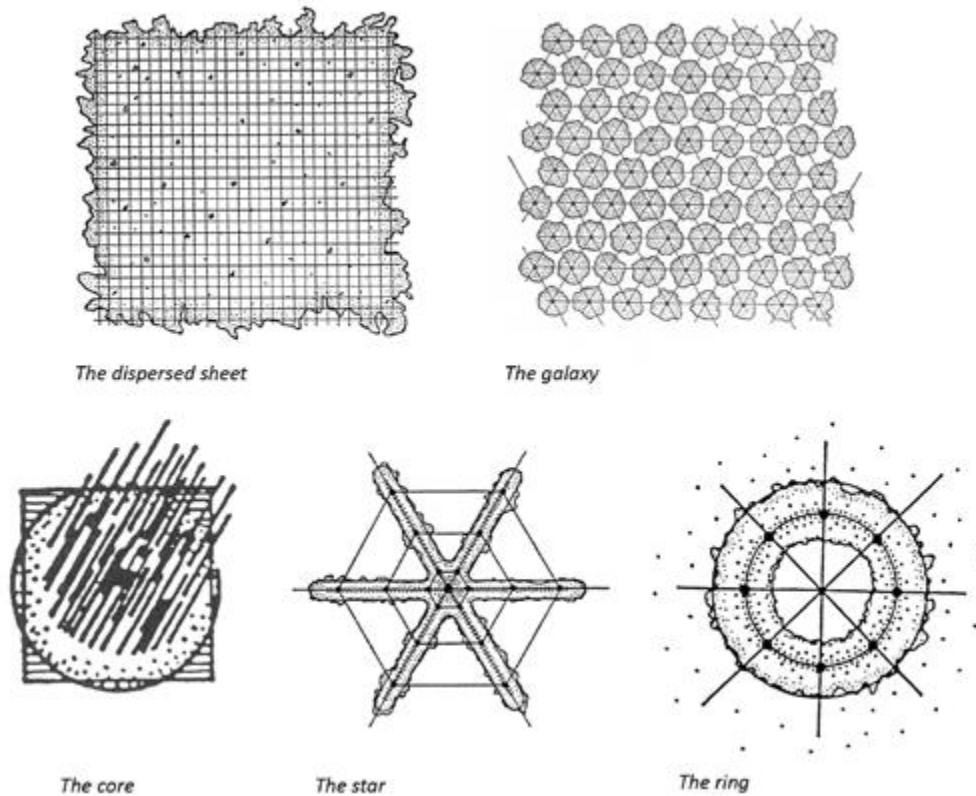 The dispersed sheet
The galaxy
The core
The star
The ring